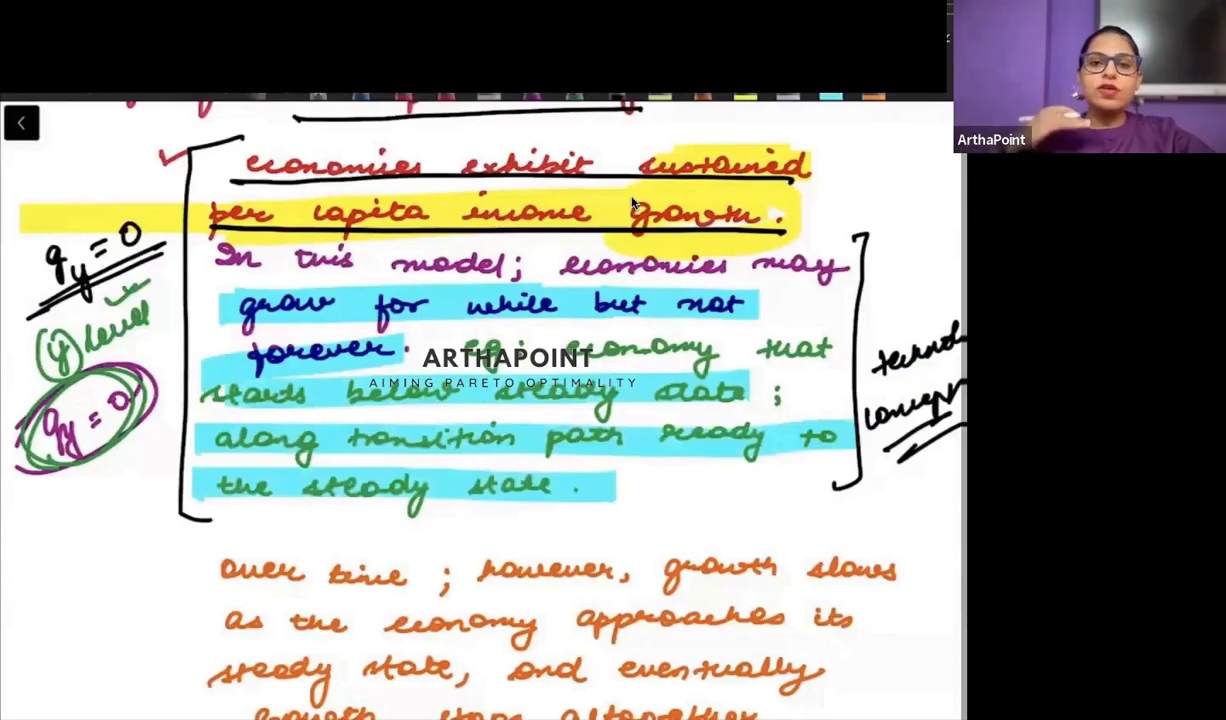 ArthaPoint
economies exhibit sustained
per capita income growth.
gy = 0
In this model; economies may
(y) level
grow for while but not
forever. eg: economy that
ARTHAPOINT
AIMING PARETO OPTIMALITY
starts below steady state ;
gy = 0
along transition path ready to
the steady state.
over time ; however, growth slows
as the economy approaches its
steady state, and eventually
growth stops altogether